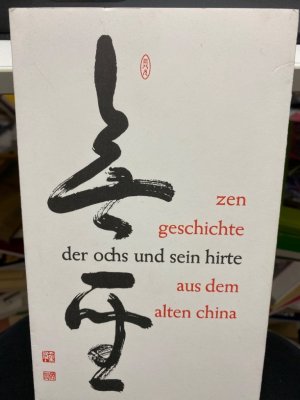 zen
geschichte
der ochs und sein hirte
aus dem
alten china